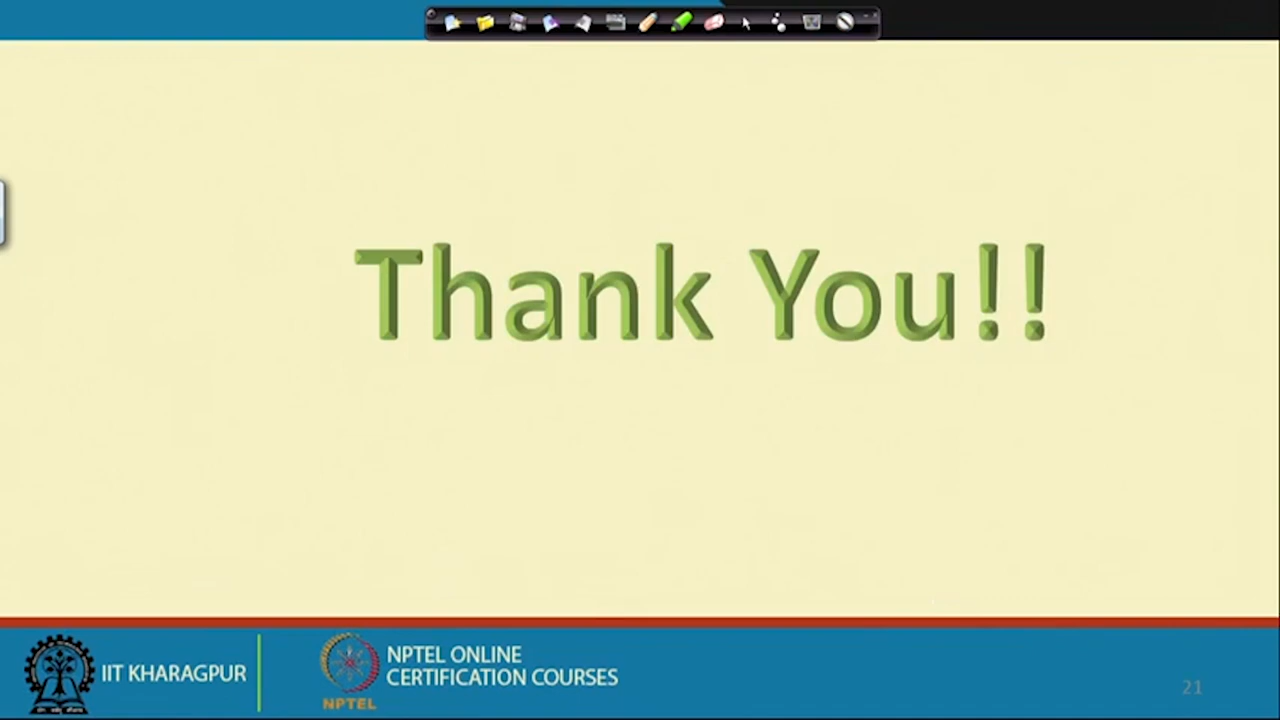 Thank You!!
IIT KHARAGPUR
NPTEL
NPTEL ONLINE
CERTIFICATION COURSES
21